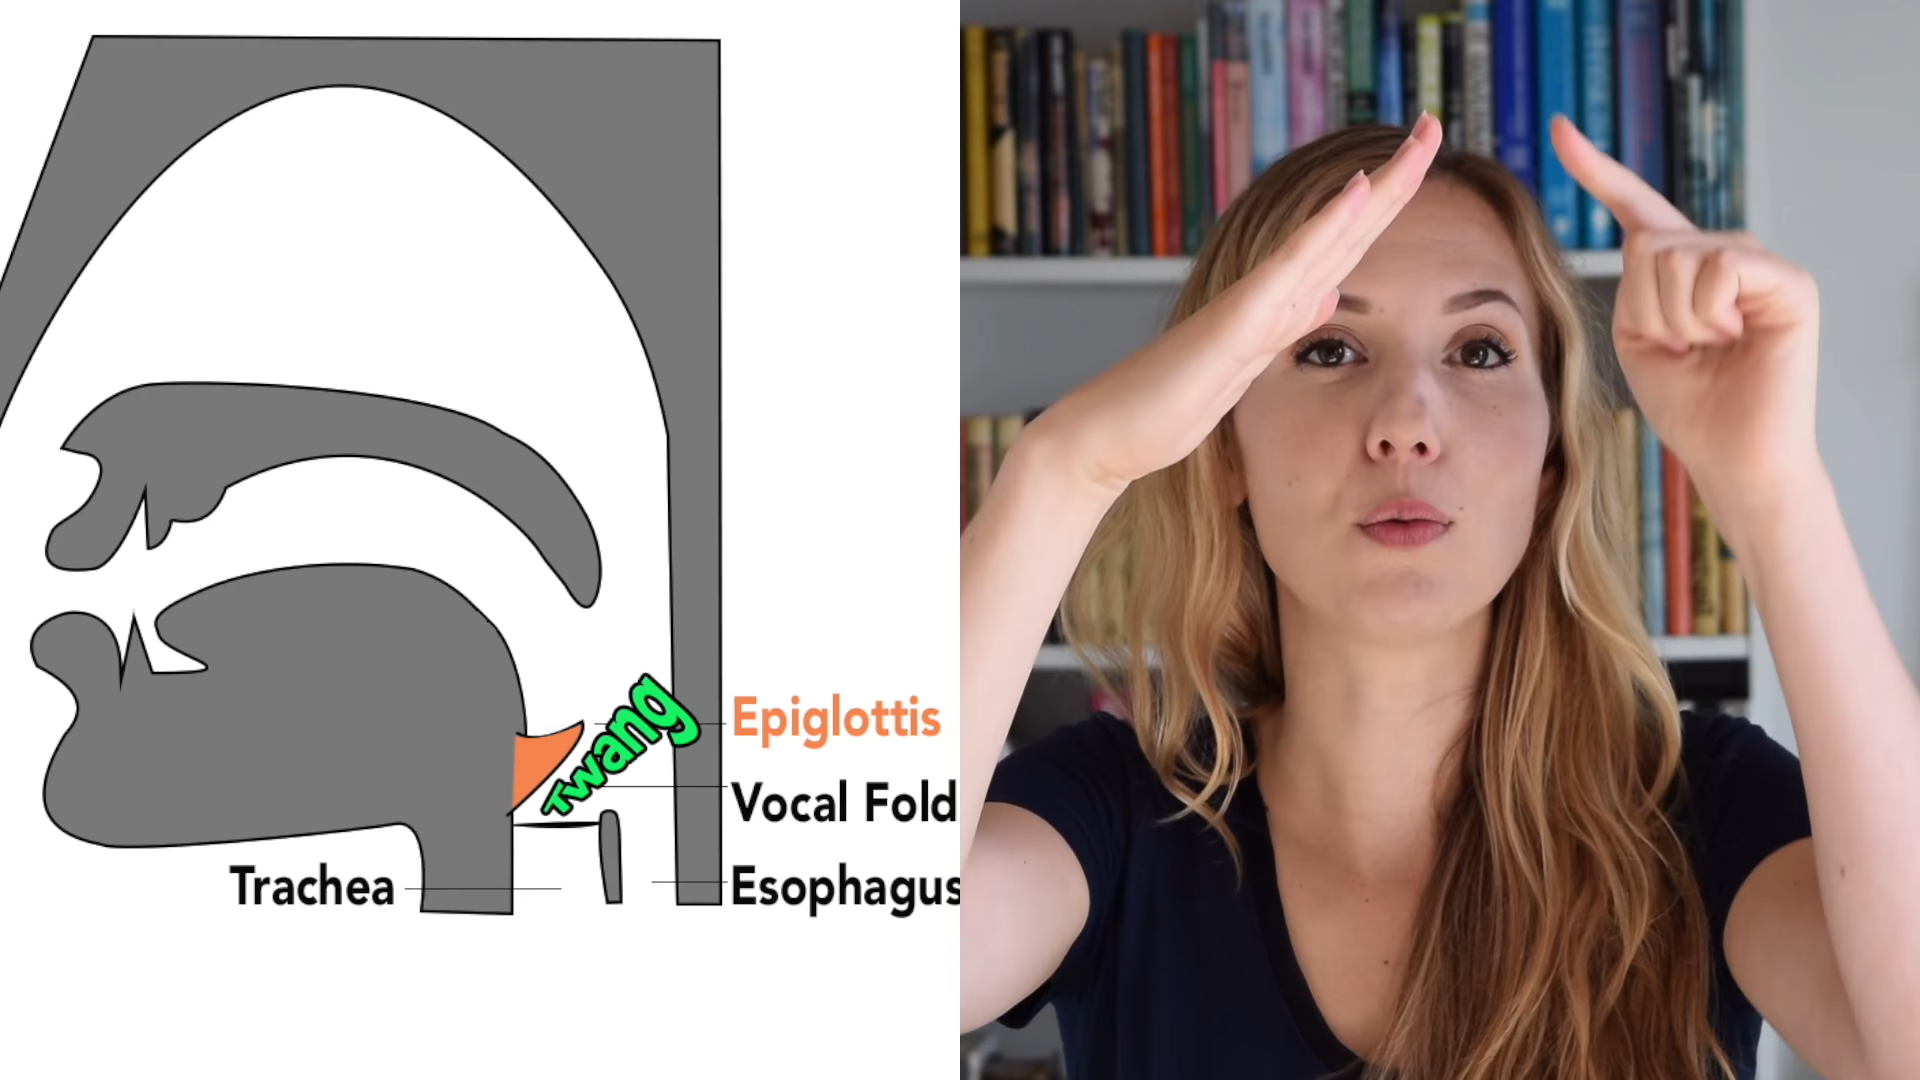 Twang
Epiglottis
Vocal Fold
Trachea
Esophagus